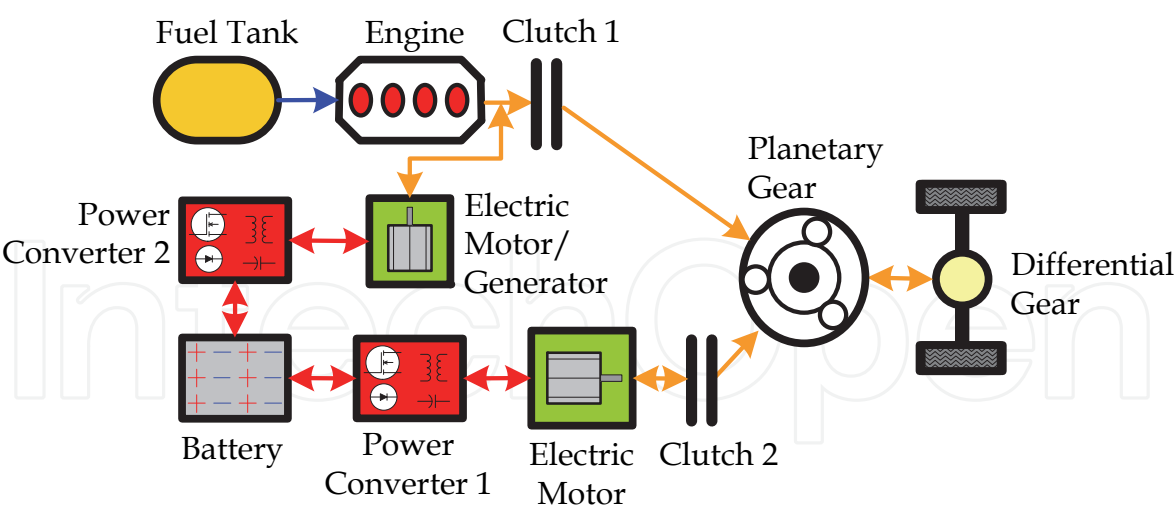 Fuel Tank
Engine
Clutch 1
Planetary
Gear
Power
Converter 2
Electric
Motor/
Generator
Differential
Gear
Battery
Power
Converter 1
Electric
Motor
Clutch 2
IntechOpen